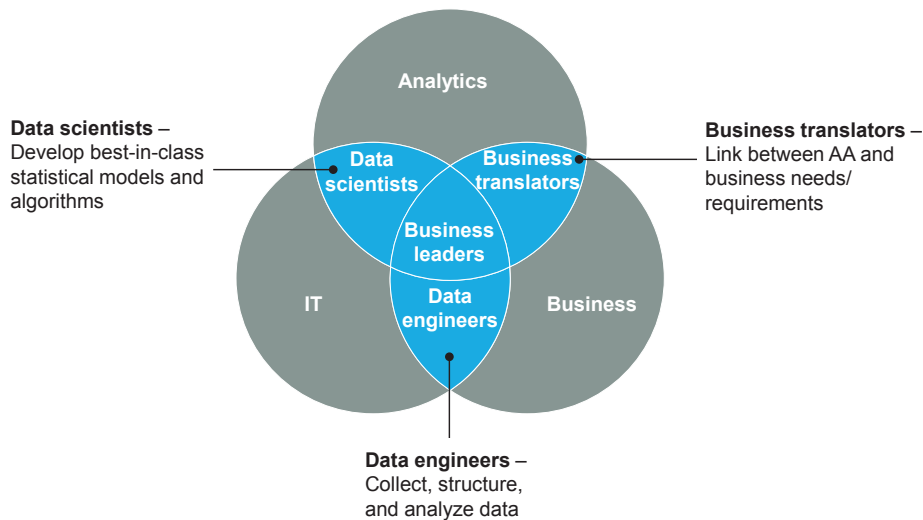 Analytics
Data scientists –
Develop best-in-class
statistical models and
algorithms
Data
scientists
Business
translators
Business translators –
Link between AA and
business needs/
requirements
Business
leaders
IT
Data
engineers
Business
Data engineers –
Collect, structure,
and analyze data